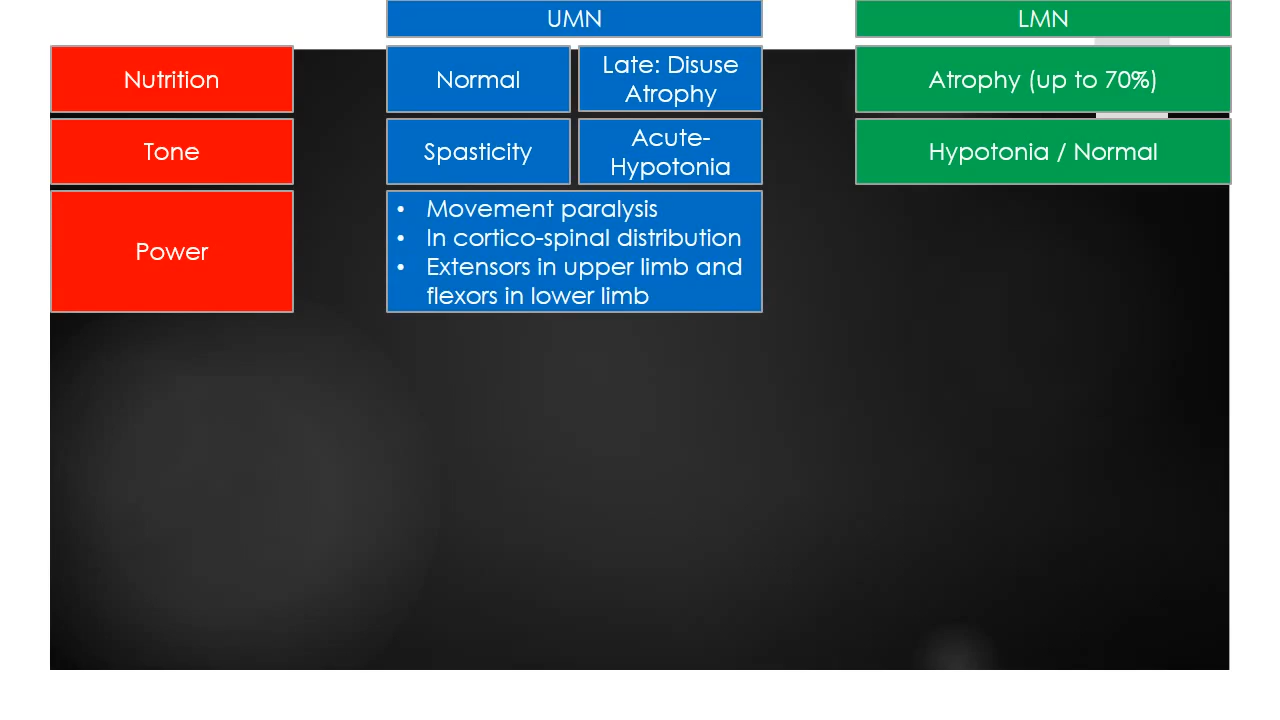 UMN
LMN
Nutrition
Normal
Late: Disuse
Atrophy
Atrophy (up to 70%)
Tone
Spasticity
Acute-
Hypotonia
Hypotonia / Normal
Power
• Movement paralysis
• In cortico-spinal distribution
• Extensors in upper limb and
flexors in lower limb